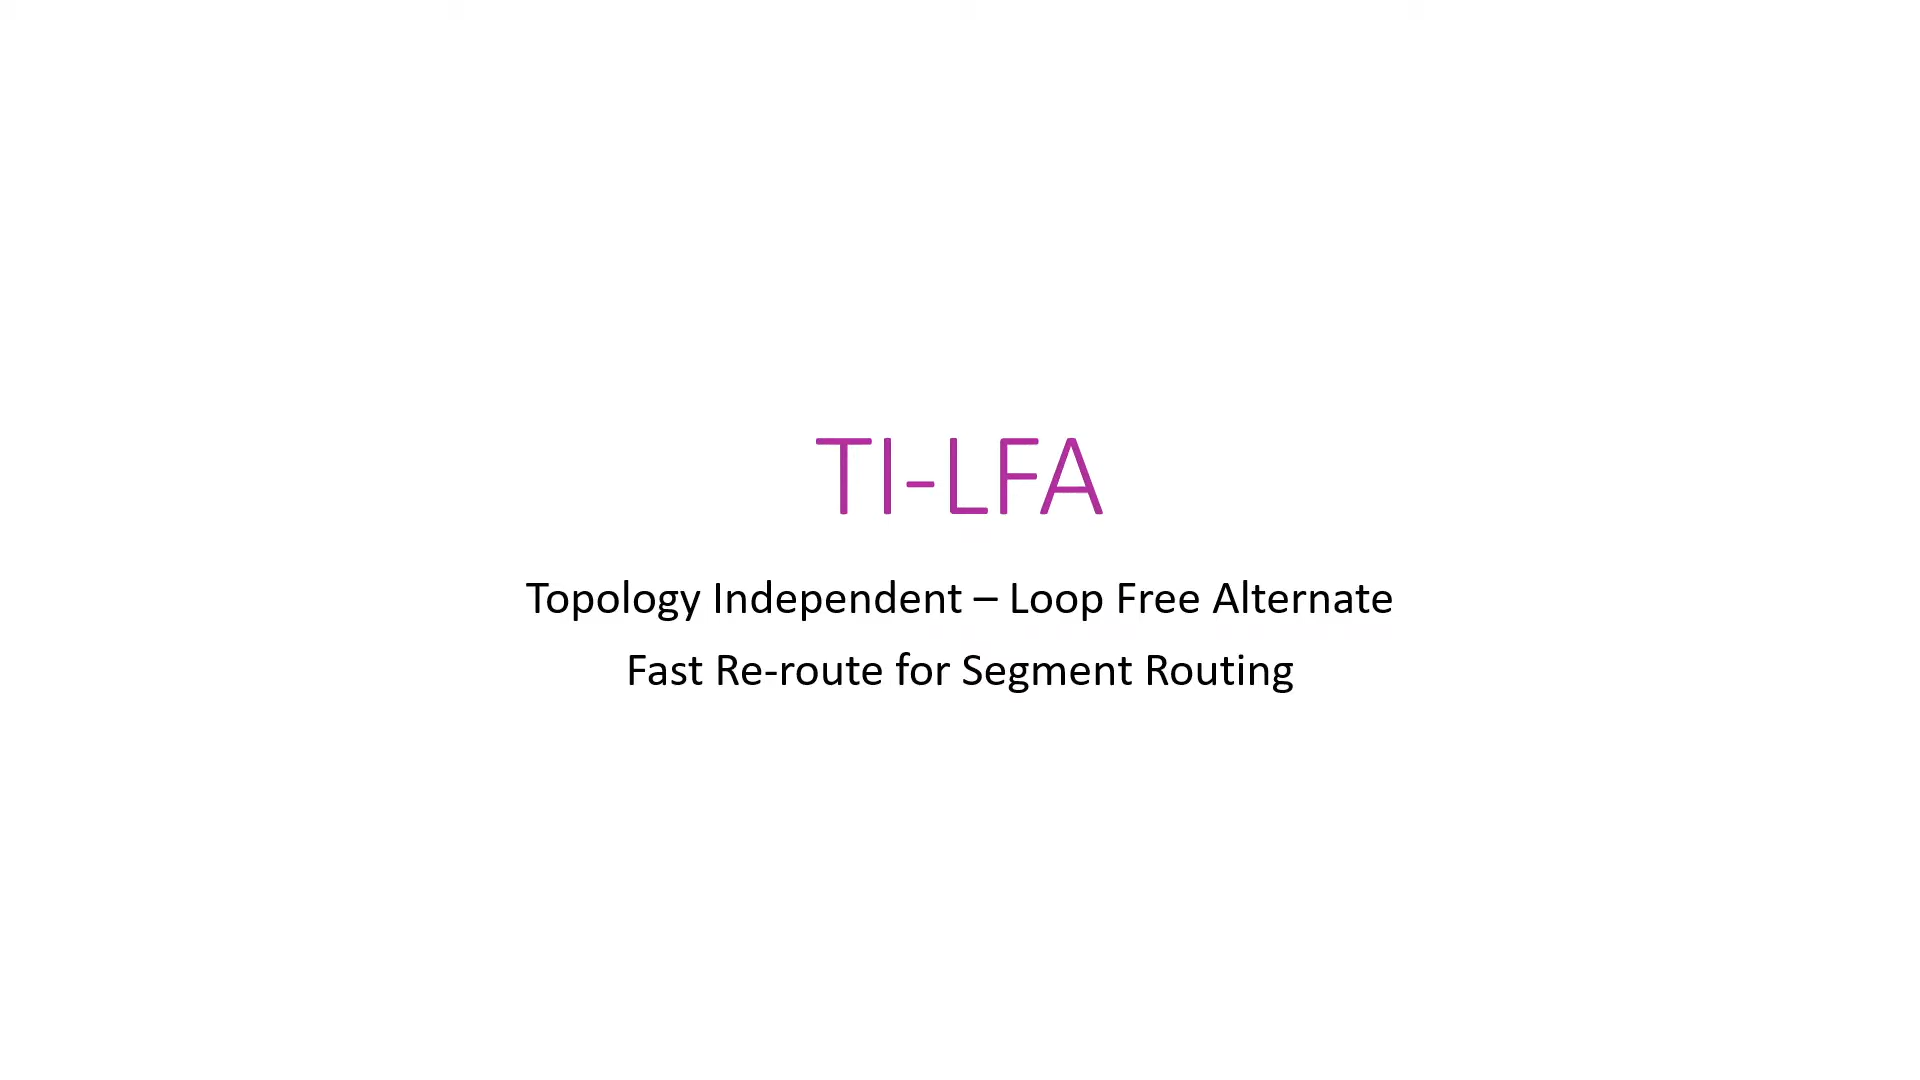 TI-LFA
Topology Independent – Loop Free Alternate
Fast Re-route for Segment Routing